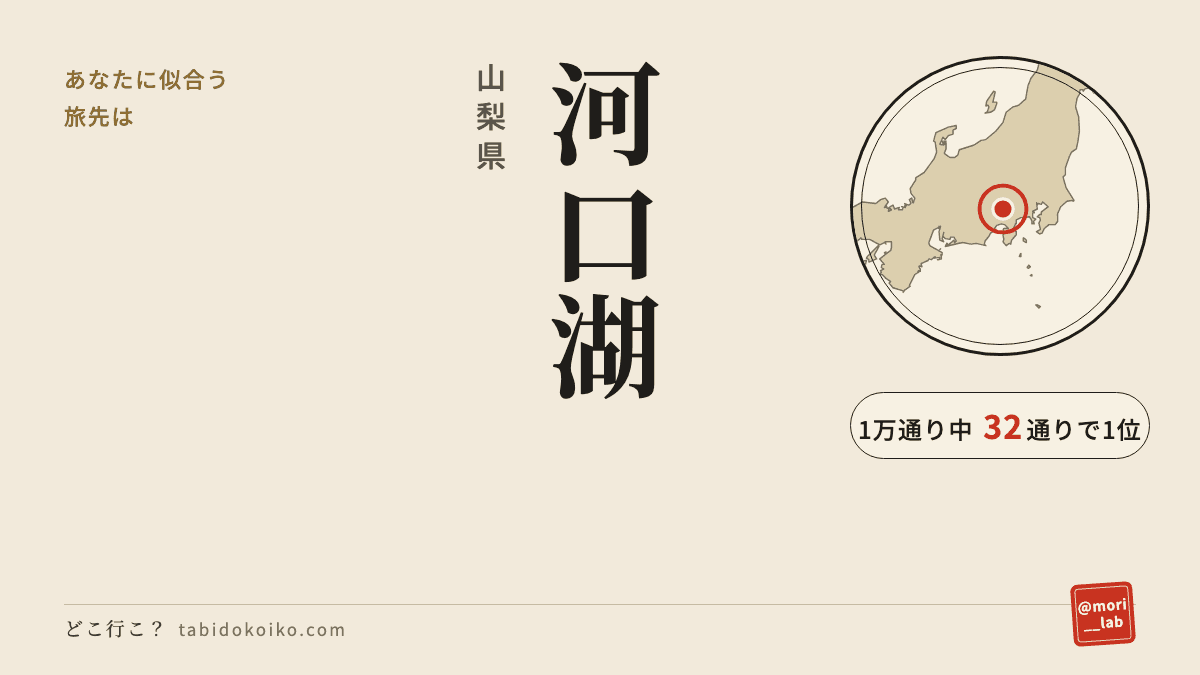 あなたに似合う
旅先は
河口湖
山梨県
1万通り中 32通りで1位
どこ行こ? tabidokoiko.com
@mori
__lab